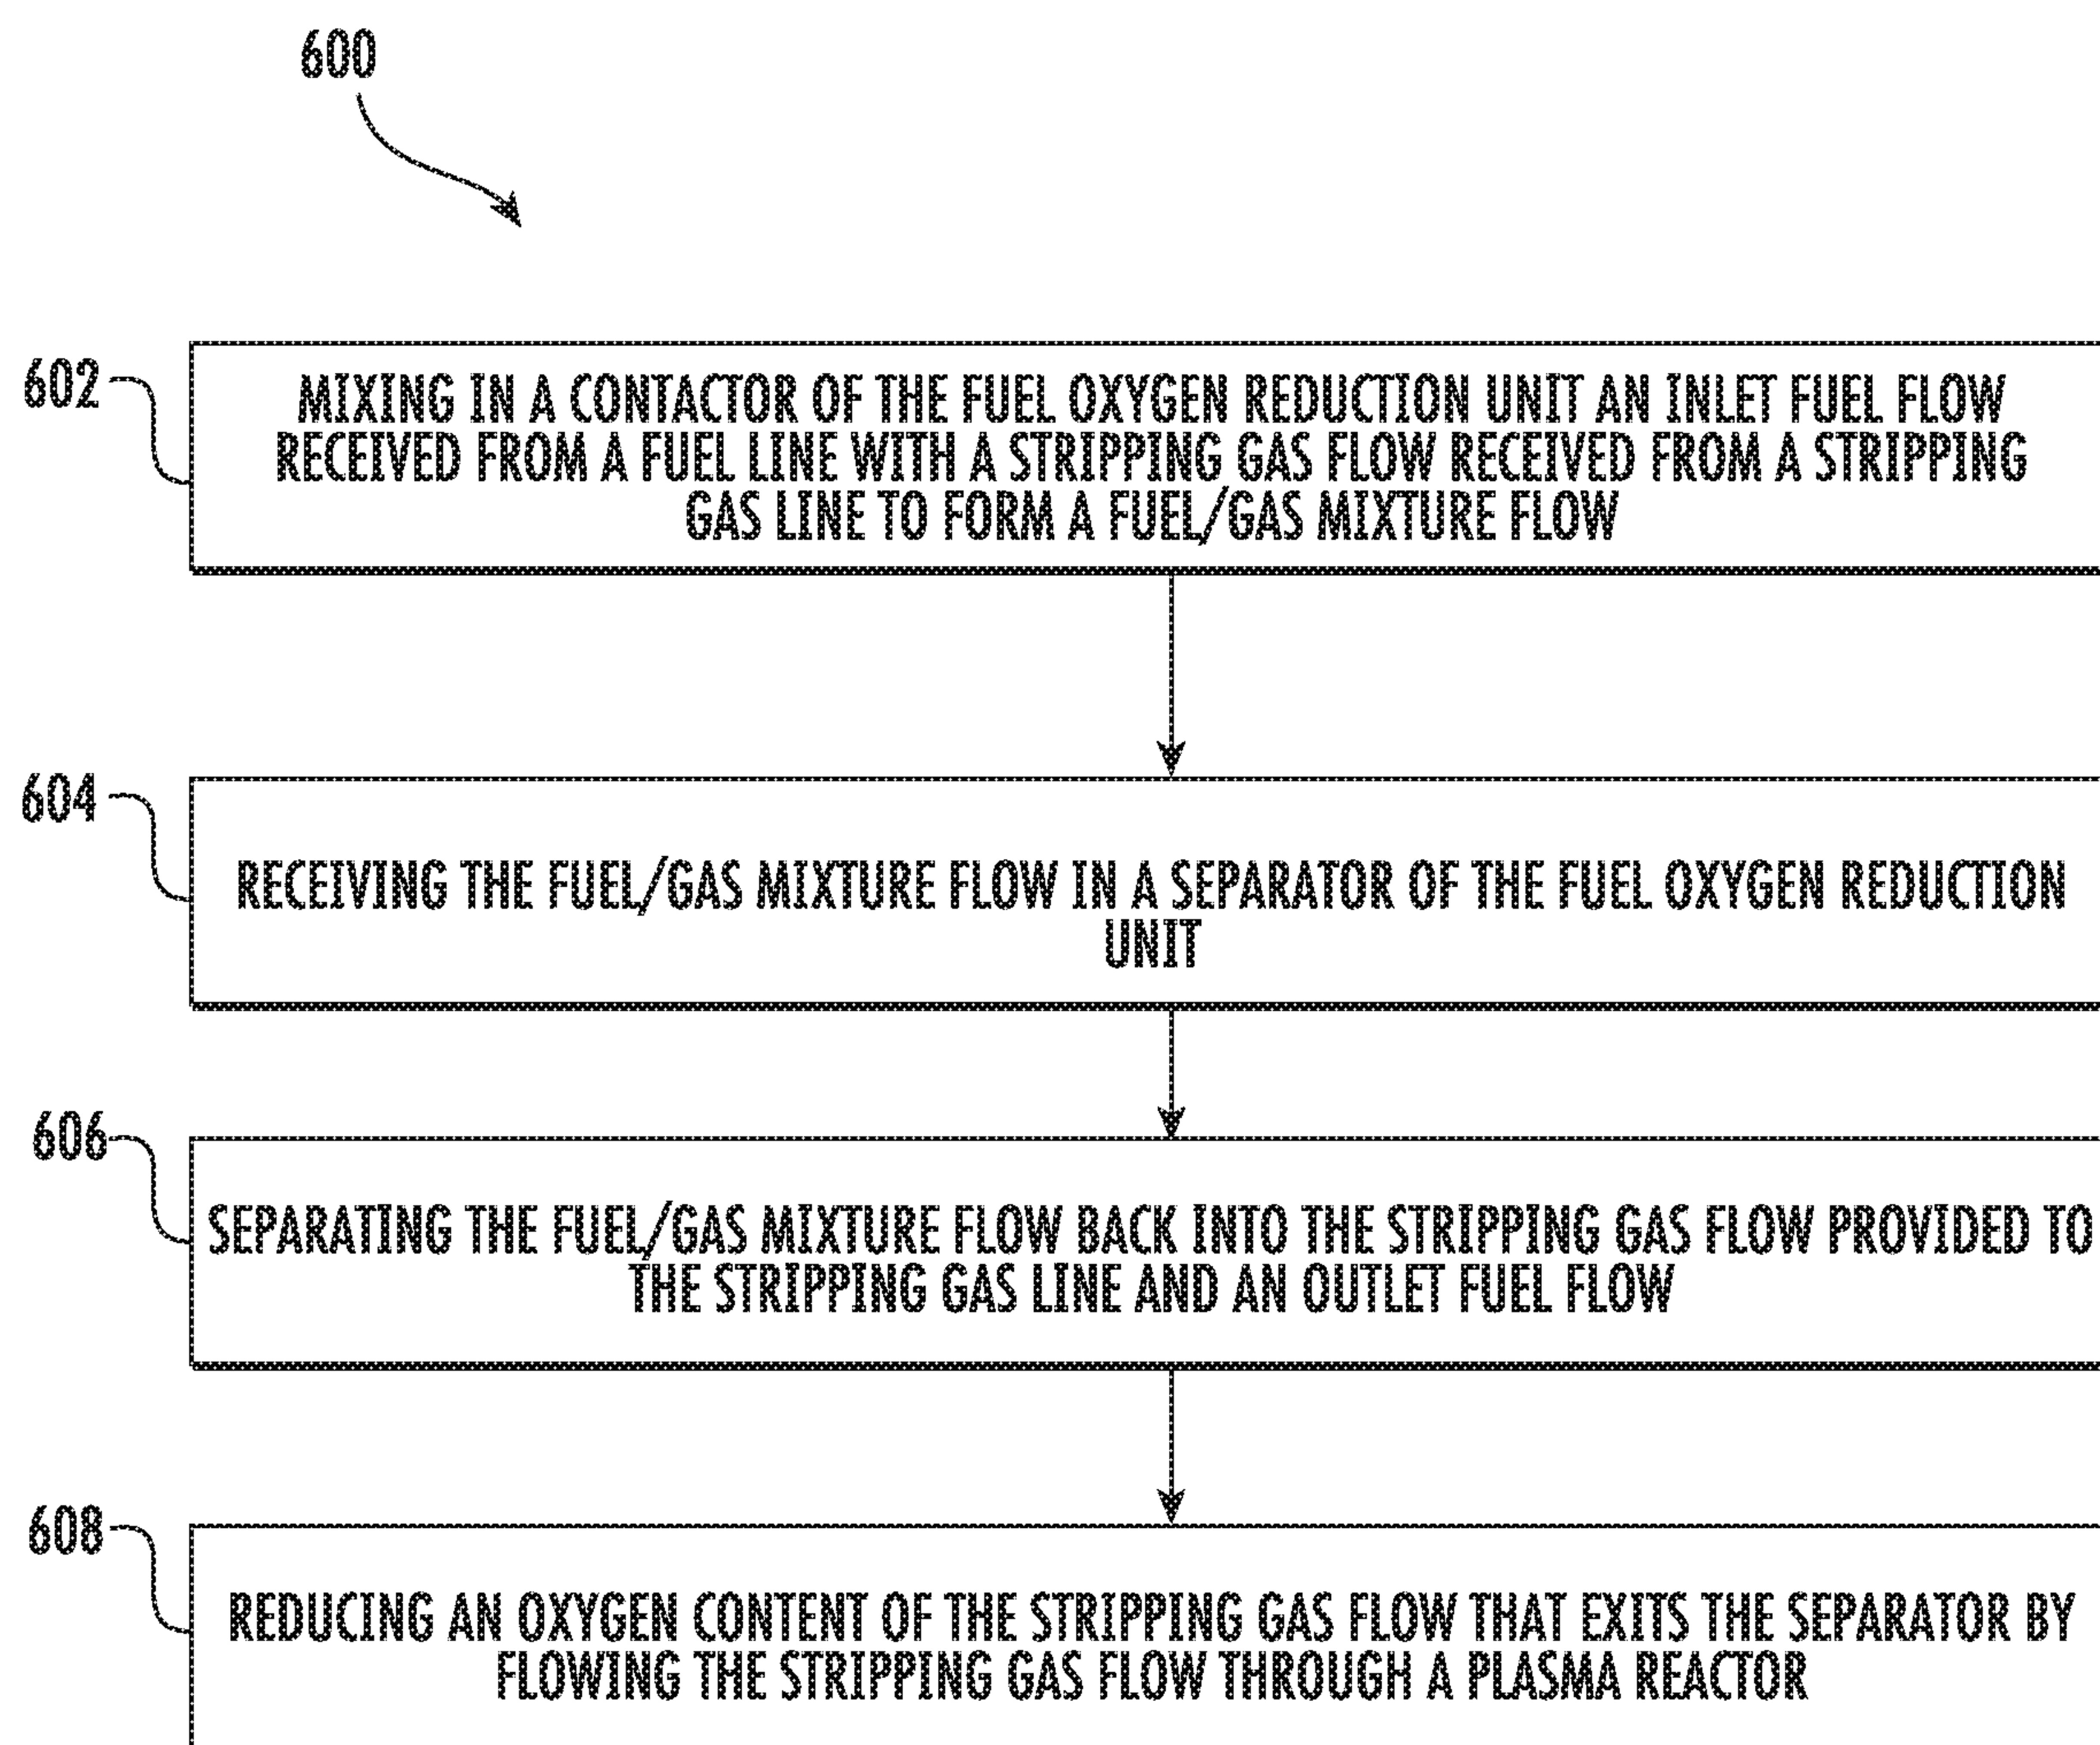 600
602
MIXING IN A CONTACTOR OF THE FUEL OXYGEN REDUCTION UNIT AN INLET FUEL FLOW
RECEIVED FROM A FUEL LINE WITH A STRIPPING GAS FLOW RECEIVED FROM A STRIPPING
GAS LINE TO FORM A FUEL/GAS MIXTURE FLOW
604
RECEIVING THE FUEL/GAS MIXTURE FLOW IN A SEPARATOR OF THE FUEL OXYGEN REDUCTION
UNIT
606
SEPARATING THE FUEL/GAS MIXTURE FLOW BACK INTO THE STRIPPING GAS FLOW PROVIDED TO
THE STRIPPING GAS LINE AND AN OUTLET FUEL FLOW
608
REDUCING AN OXYGEN CONTENT OF THE STRIPPING GAS FLOW THAT EXITS THE SEPARATOR BY
FLOWING THE STRIPPING GAS FLOW THROUGH A PLASMA REACTOR